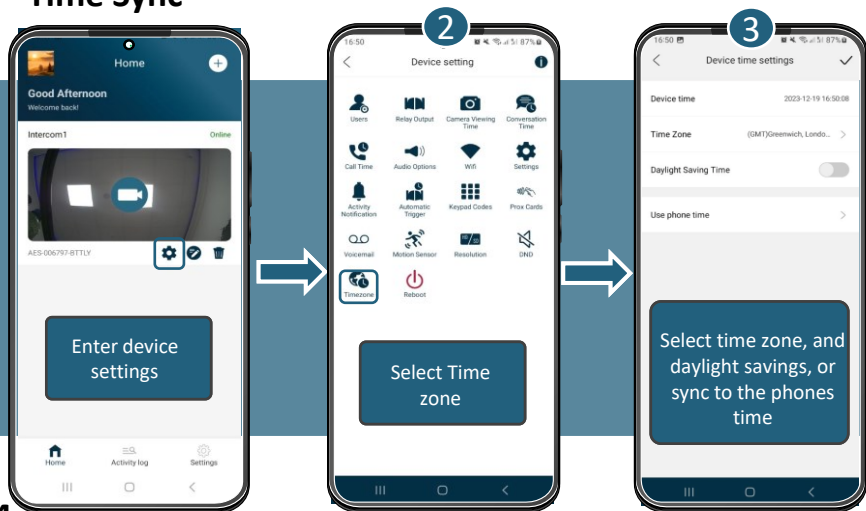 Time Sync
Home
Good Afternoon
Welcome back!
Intercom1
Online
AES-006797-BTTLY
Enter device
settings
Home
Activity log
Settings
2
16:50
87%
Device setting
Users
Relay Output
Camera Viewing
Time
Conversation
Time
Call Time
Audio Options
Wifi
Settings
Activity
Notification
Automatic
Trigger
Keypad Codes
Prox Cards
Voicemail
Motion Sensor
Resolution
DND
Timezone
Reboot
Select Time
zone
3
16:50
87%
Device time settings
Device time
2023-12-19 16:50:08
Time Zone
(GMT)Greenwich, Londo...
Daylight Saving Time
Use phone time
Select time zone, and
daylight savings, or
sync to the phones
time